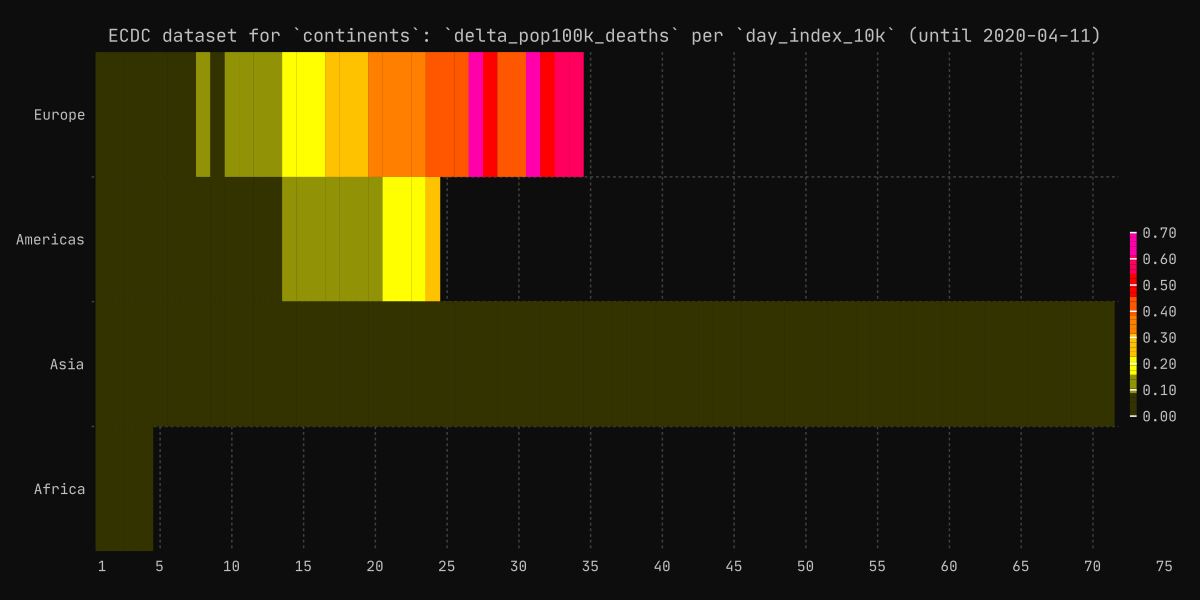 ECDC dataset for `continents`: `delta_pop100k_deaths` per `day_index_10k` (until 2020-04-11)
Europe
Americas
Asia
Africa
0.70
0.60
0.50
0.40
0.30
0.20
0.10
0.00
1 5 10 15 20 25 30 35 40 45 50 55 60 65 70 75